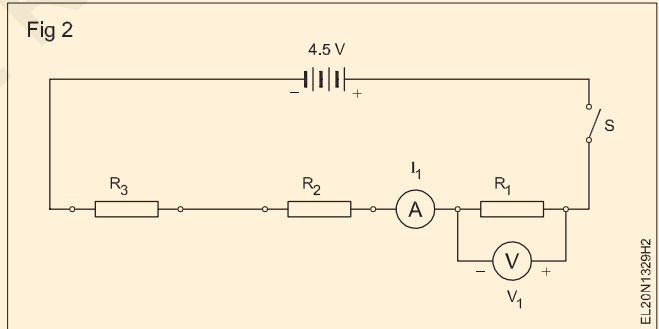 Fig 2
4.5 V
− +
S
R3 R2 I1 R1
A
− V +
V1
EL20N1329H2